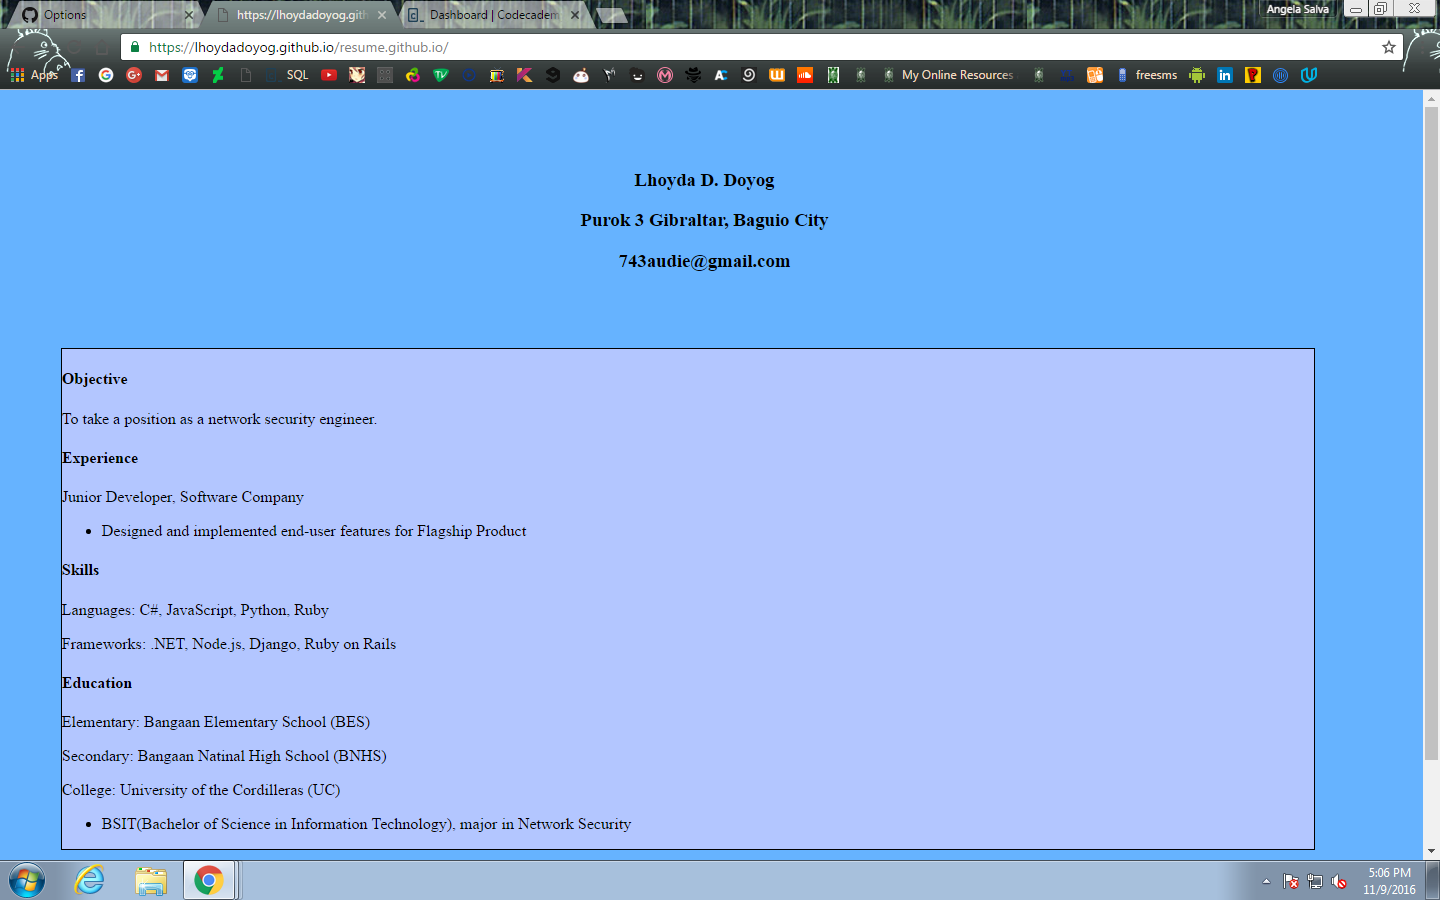 Options
https://lhoydadoyog.gith
Dashboard | Codecadem
Angela Salva
https://lhoydadoyog.github.io/resume.github.io/
Apps
SQL
My Online Resources
freesms
Lhoyda D. Doyog
Purok 3 Gibraltar, Baguio City
743audie@gmail.com
Objective
To take a position as a network security engineer.
Experience
Junior Developer, Software Company
• Designed and implemented end-user features for Flagship Product
Skills
Languages: C#, JavaScript, Python, Ruby
Frameworks: .NET, Node.js, Django, Ruby on Rails
Education
Elementary: Bangaan Elementary School (BES)
Secondary: Bangaan Natinal High School (BNHS)
College: University of the Cordilleras (UC)
• BSIT(Bachelor of Science in Information Technology), major in Network Security
5:06 PM
11/9/2016